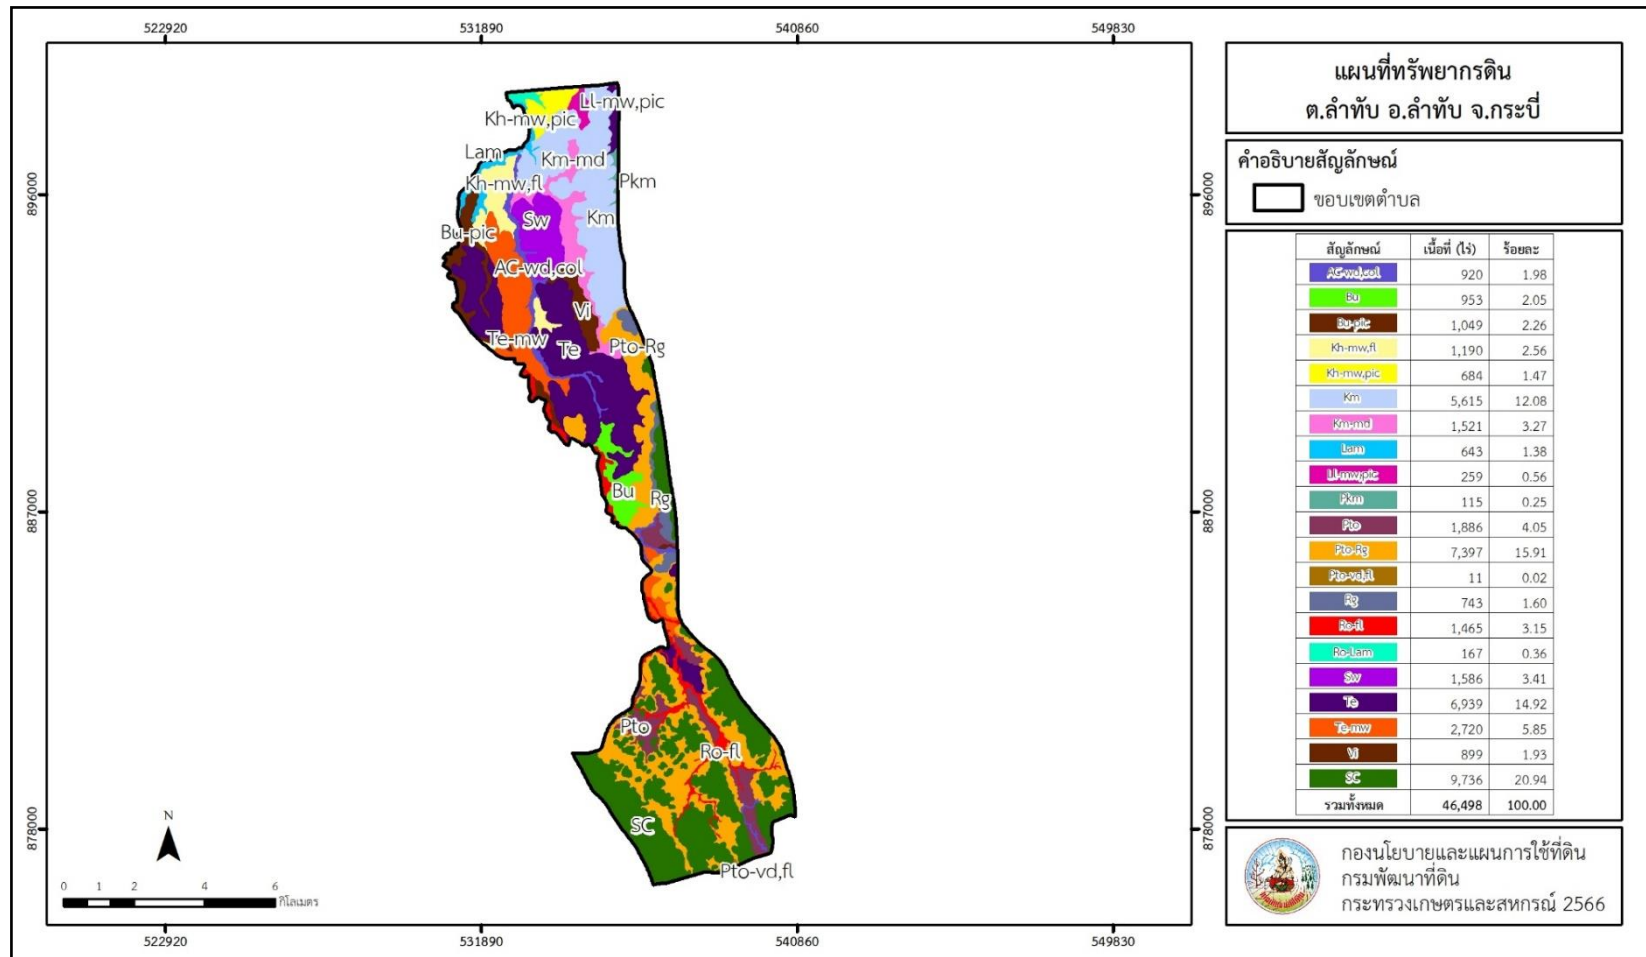 522920 531890 540860 549830
แผนที่ทรัพยากรดิน
ต.ลำทับ อ.ลำทับ จ.กระบี่
คำอธิบายสัญลักษณ์
ขอบเขตตำบล
สัญลักษณ์ เนื้อที่ (ไร่) ร้อยละ
AC-wd,col 920 1.98
Bu 953 2.05
Bu-pic 1,049 2.26
Kh-mw,fl 1,190 2.56
Kh-mw,pic 684 1.47
Km 5,615 12.08
Km-md 1,521 3.27
Lam 643 1.38
Ll-mw,pic 259 0.56
Pkm 115 0.25
Pto 1,886 4.05
Pto-Rg 7,397 15.91
Pto-vd,fl 11 0.02
Rg 743 1.60
Ro-fl 1,465 3.15
Ro-Lam 167 0.36
Sw 1,586 3.41
Te 6,939 14.92
Te-mw 2,720 5.85
Vi 899 1.93
SC 9,736 20.94
รวมทั้งหมด 46,498 100.00
กองนโยบายและแผนการใช้ที่ดิน
กรมพัฒนาที่ดิน
กระทรวงเกษตรและสหกรณ์ 2566
Ll-mw,pic
Kh-mw,pic
Lam
Km-md
Kh-mw,fl
Pkm
Sw
Km
Bu-pic
AC-wd,col
Vi
Te-mw
Te
Pto-Rg
Bu
Rg
Pto
Ro-fl
SC
Pto-vd,fl
896000
896000
887000
887000
878000
878000
N
0 1 2 4 6
กิโลเมตร
522920 531890 540860 549830